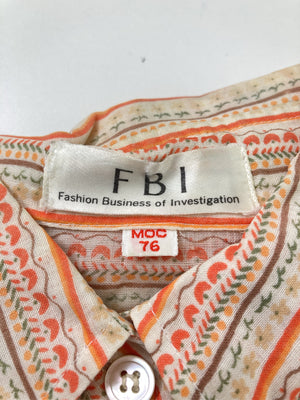 FBI
Fashion Business of Investigation
MOC
76